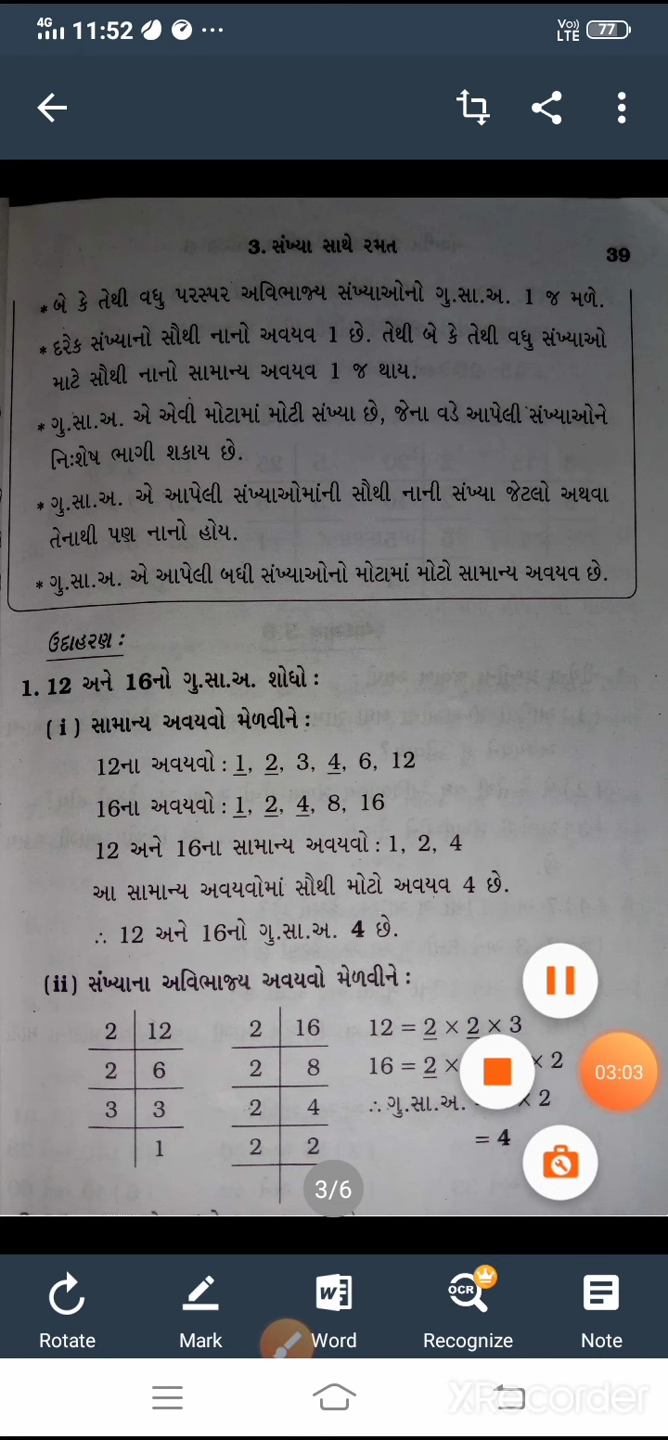 4G 11:52 ... Vo)) LTE 77
3. સંખ્યા સાથે રમત 39
* બે કે તેથી વધુ પરસ્પર અવિભાજ્ય સંખ્યાઓનો ગુ.સા.અ. 1 જ મળે.
* દરેક સંખ્યાનો સૌથી નાનો અવયવ 1 છે. તેથી બે કે તેથી વધુ સંખ્યાઓ
માટે સૌથી નાનો સામાન્ય અવયવ 1 જ થાય.
* ગુ.સા.અ. એ એવી મોટામાં મોટી સંખ્યા છે, જેના વડે આપેલી સંખ્યાઓને
નિઃશેષ ભાગી શકાય છે.
* ગુ.સા.અ. એ આપેલી સંખ્યાઓમાંની સૌથી નાની સંખ્યા જેટલો અથવા
તેનાથી પણ નાનો હોય.
* ગુ.સા.અ. એ આપેલી બધી સંખ્યાઓનો મોટામાં મોટો સામાન્ય અવયવ છે.
ઉદાહરણ :
1. 12 અને 16નો ગુ.સા.અ. શોધો :
(i) સામાન્ય અવયવો મેળવીને :
12ના અવયવો : 1, 2, 3, 4, 6, 12
16ના અવયવો : 1, 2, 4, 8, 16
12 અને 16ના સામાન્ય અવયવો : 1, 2, 4
આ સામાન્ય અવયવોમાં સૌથી મોટો અવયવ 4 છે.
∴ 12 અને 16નો ગુ.સા.અ. 4 છે.
(ii) સંખ્યાના અવિભાજ્ય અવયવો મેળવીને :
2 12 2 16 12 = 2 × 2 × 3
2 6 2 8 16 = 2 × × 2
3 3 2 4 ∴ ગુ.સા.અ. × 2
1 2 2 = 4
03:03
3/6
Rotate Mark Word Recognize Note
OCR
XRecorder